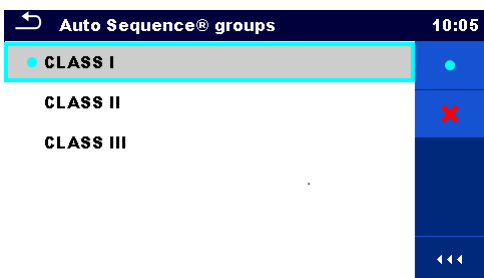 Auto Sequence® groups 10:05
CLASS I
CLASS II
CLASS III